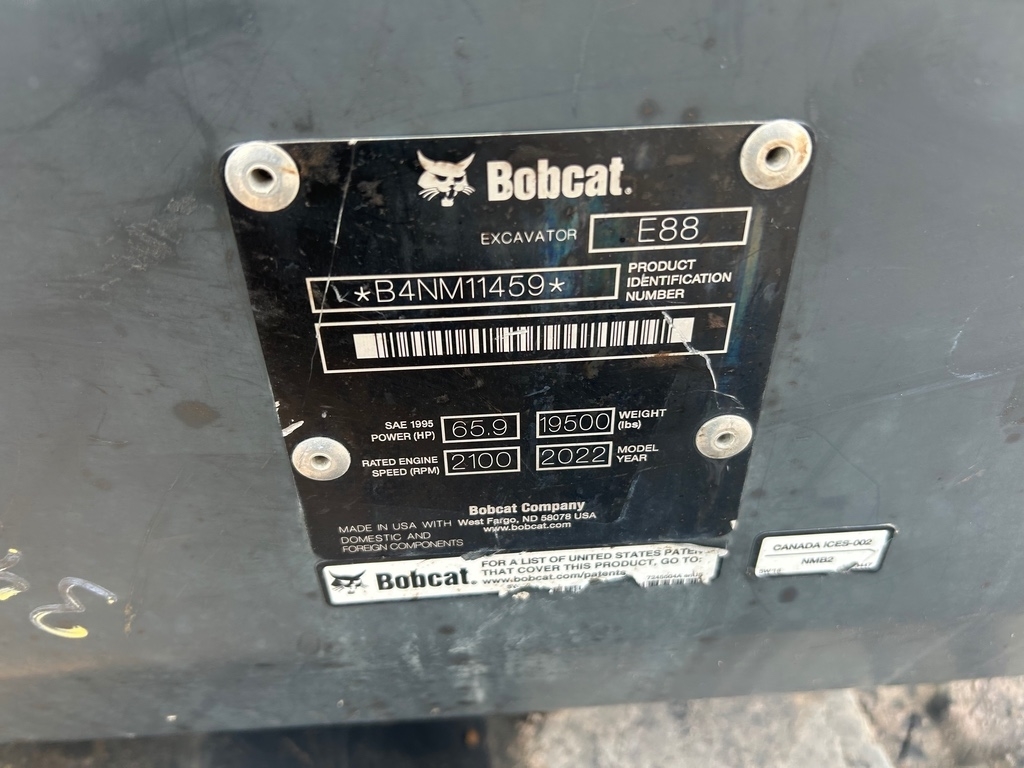 Bobcat.
EXCAVATOR E88
*B4NM11459* PRODUCT
IDENTIFICATION
NUMBER
SAE 1995
POWER (HP) 65.9 19500 WEIGHT
(lbs)
RATED ENGINE
SPEED (RPM) 2100 2022 MODEL
YEAR
Bobcat Company
West Fargo, ND 58078 USA
www.bobcat.com
MADE IN USA WITH
DOMESTIC AND
FOREIGN COMPONENTS
Bobcat.
FOR A LIST OF UNITED STATES
THAT COVER THIS PRODUCT, GO TO:
www.bobcat.com/patents
CANADA ICES-002
NMB2
3